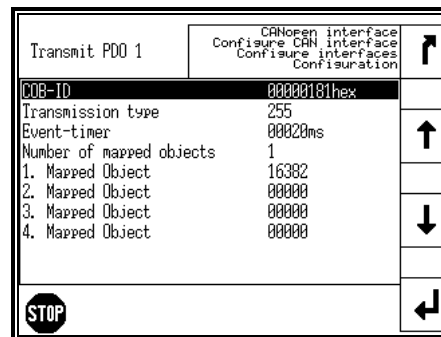 Transmit PDO 1
CANopen interface
Configure CAN interface
Configure interfaces
Configuration
COB-ID 00000181hex
Transmission type 255
Event-timer 00020ms
Number of mapped objects 1
1. Mapped Object 16382
2. Mapped Object 00000
3. Mapped Object 00000
4. Mapped Object 00000
STOP